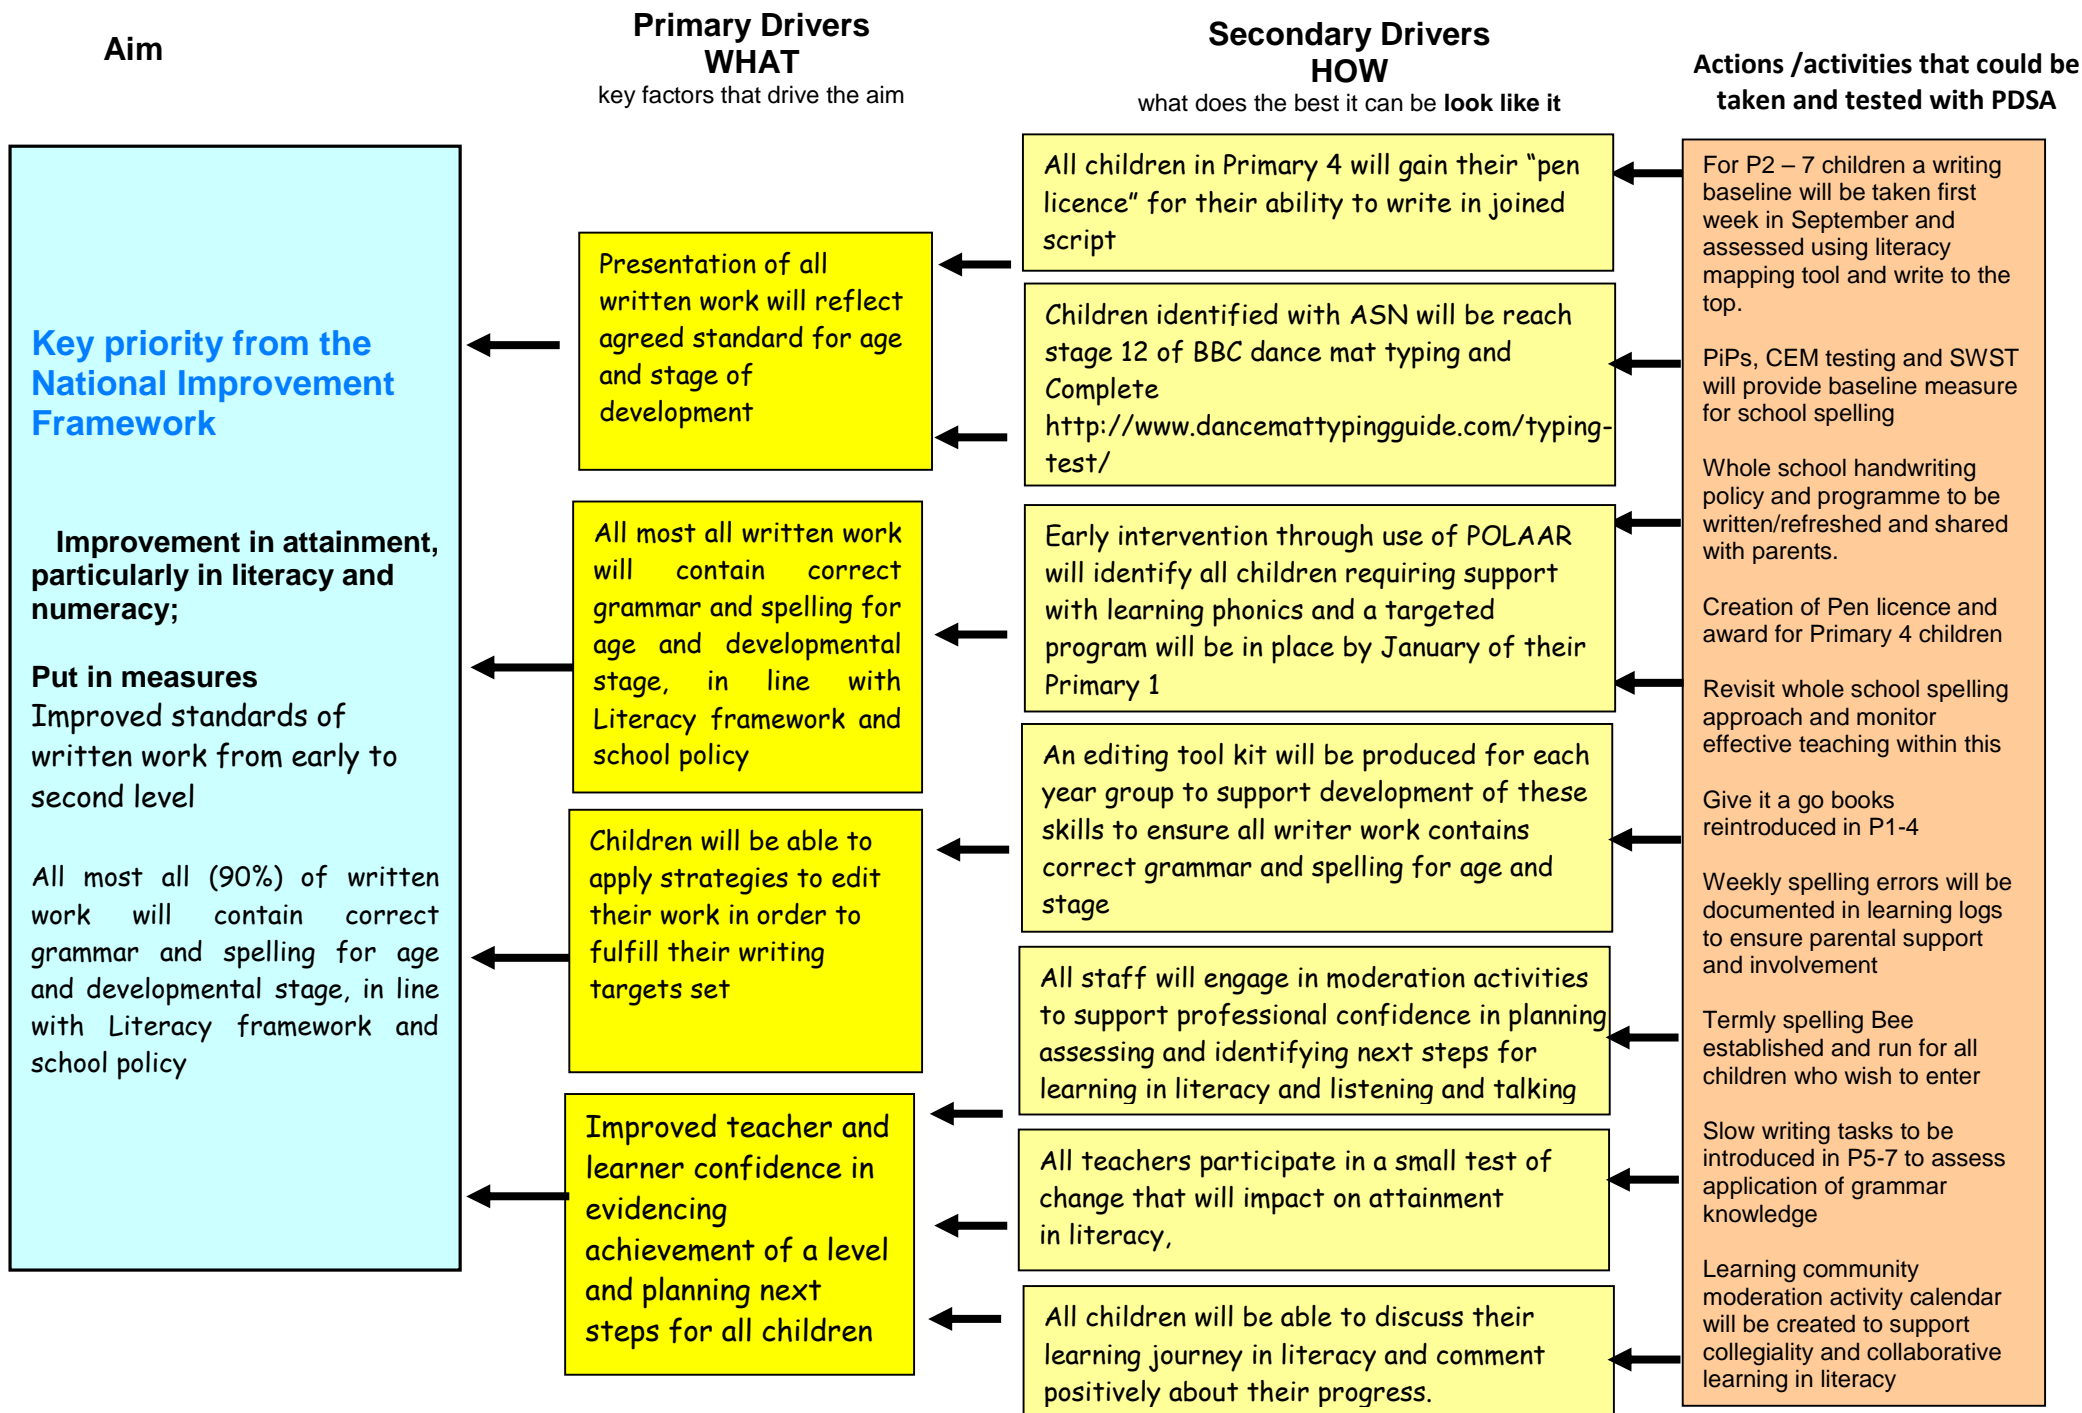 Aim
Primary Drivers
WHAT
key factors that drive the aim
Secondary Drivers
HOW
what does the best it can be look like it
Actions /activities that could be
taken and tested with PDSA
Key priority from the
National Improvement
Framework
Improvement in attainment,
particularly in literacy and
numeracy;
Put in measures
Improved standards of
written work from early to
second level
All most all (90%) of written
work will contain correct
grammar and spelling for age
and developmental stage, in line
with Literacy framework and
school policy
Presentation of all
written work will reflect
agreed standard for age
and stage of
development
All most all written work
will contain correct
grammar and spelling for
age and developmental
stage, in line with
Literacy framework and
school policy
Children will be able to
apply strategies to edit
their work in order to
fulfill their writing
targets set
Improved teacher and
learner confidence in
evidencing
achievement of a level
and planning next
steps for all children
All children in Primary 4 will gain their “pen
licence” for their ability to write in joined
script
Children identified with ASN will be reach
stage 12 of BBC dance mat typing and
Complete
http://www.dancemattypingguide.com/typing-
test/
Early intervention through use of POLAAR
will identify all children requiring support
with learning phonics and a targeted
program will be in place by January of their
Primary 1
An editing tool kit will be produced for each
year group to support development of these
skills to ensure all writer work contains
correct grammar and spelling for age and
stage
All staff will engage in moderation activities
to support professional confidence in planning
assessing and identifying next steps for
learning in literacy and listening and talking
All teachers participate in a small test of
change that will impact on attainment
in literacy,
All children will be able to discuss their
learning journey in literacy and comment
positively about their progress.
For P2 – 7 children a writing
baseline will be taken first
week in September and
assessed using literacy
mapping tool and write to the
top.
PiPs, CEM testing and SWST
will provide baseline measure
for school spelling
Whole school handwriting
policy and programme to be
written/refreshed and shared
with parents.
Creation of Pen licence and
award for Primary 4 children
Revisit whole school spelling
approach and monitor
effective teaching within this
Give it a go books
reintroduced in P1-4
Weekly spelling errors will be
documented in learning logs
to ensure parental support
and involvement
Termly spelling Bee
established and run for all
children who wish to enter
Slow writing tasks to be
introduced in P5-7 to assess
application of grammar
knowledge
Learning community
moderation activity calendar
will be created to support
collegiality and collaborative
learning in literacy